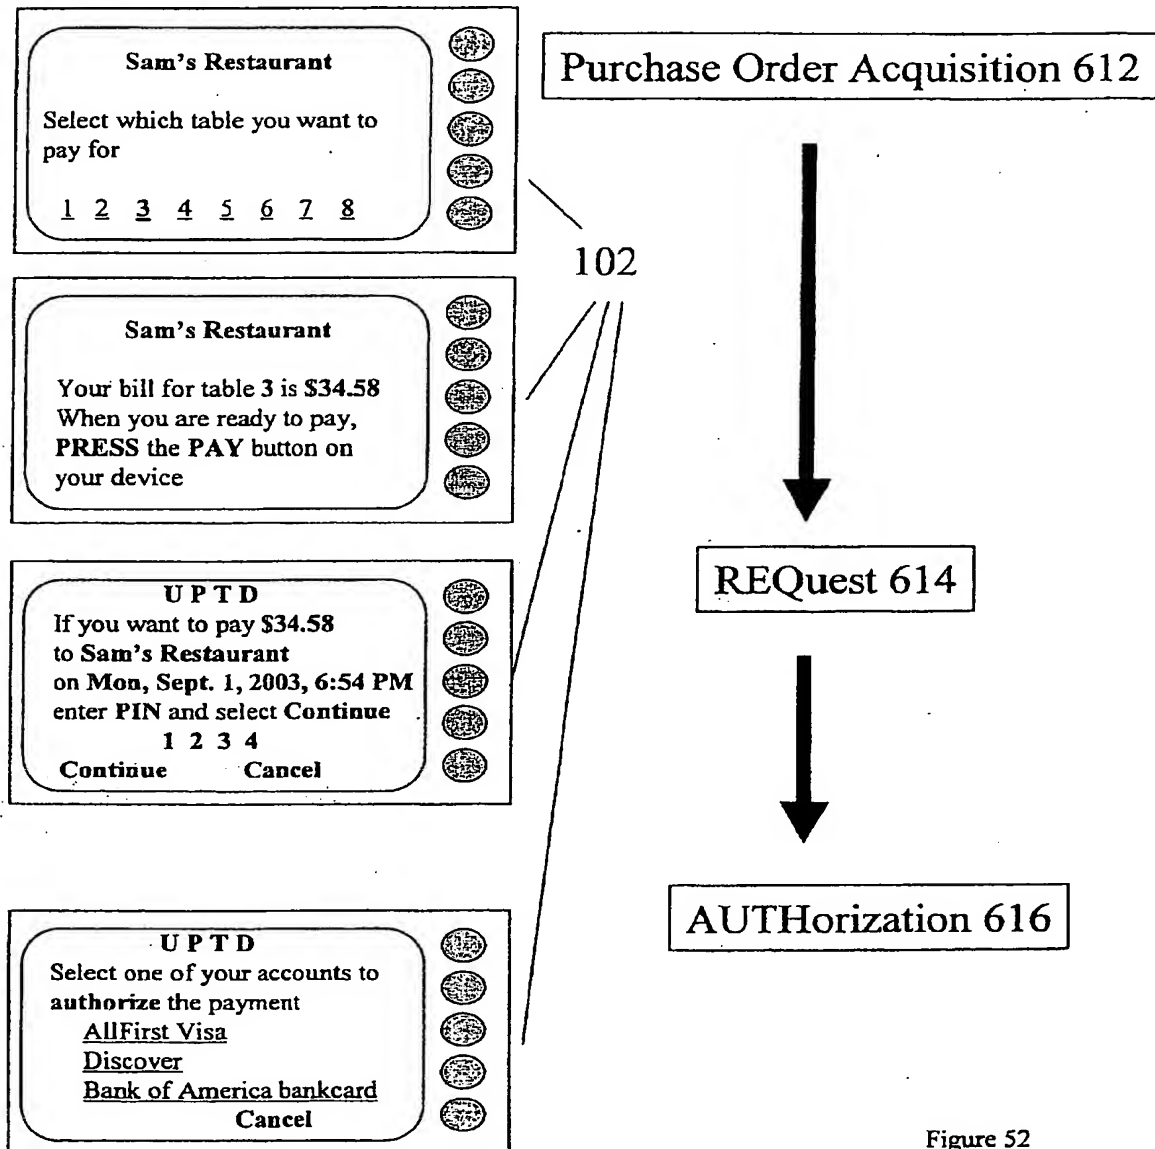 Sam's Restaurant
Select which table you want to
pay for
1 2 3 4 5 6 7 8
Purchase Order Acquisition 612
102
Sam's Restaurant
Your bill for table 3 is $34.58
When you are ready to pay,
PRESS the PAY button on
your device
REQuest 614
U P T D
If you want to pay $34.58
to Sam's Restaurant
on Mon, Sept. 1, 2003, 6:54 PM
enter PIN and select Continue
1 2 3 4
Continue Cancel
AUTHorization 616
U P T D
Select one of your accounts to
authorize the payment
AllFirst Visa
Discover
Bank of America bankcard
Cancel
Figure 52